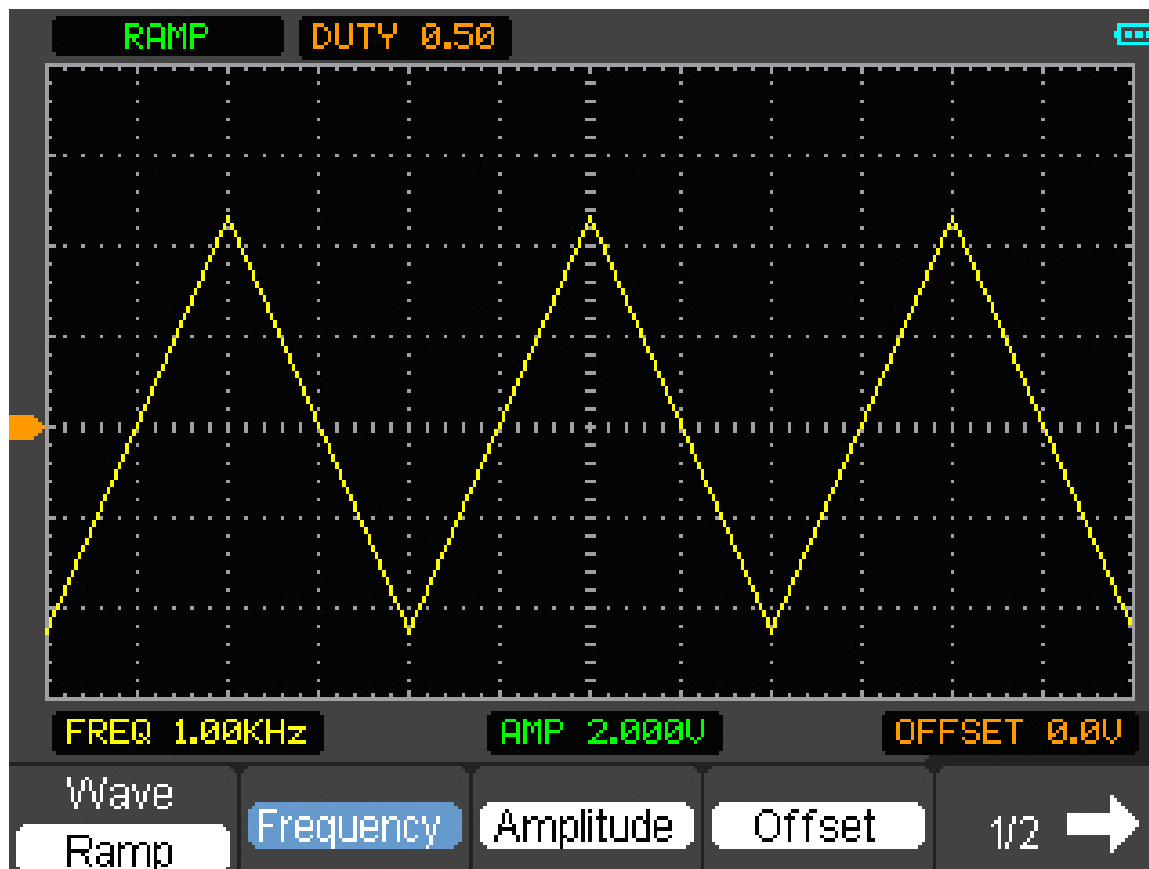 RAMP DUTY 0.50
FREQ 1.00KHz AMP 2.000V OFFSET 0.0V
Wave
Frequency Amplitude Offset 1/2
Ramp